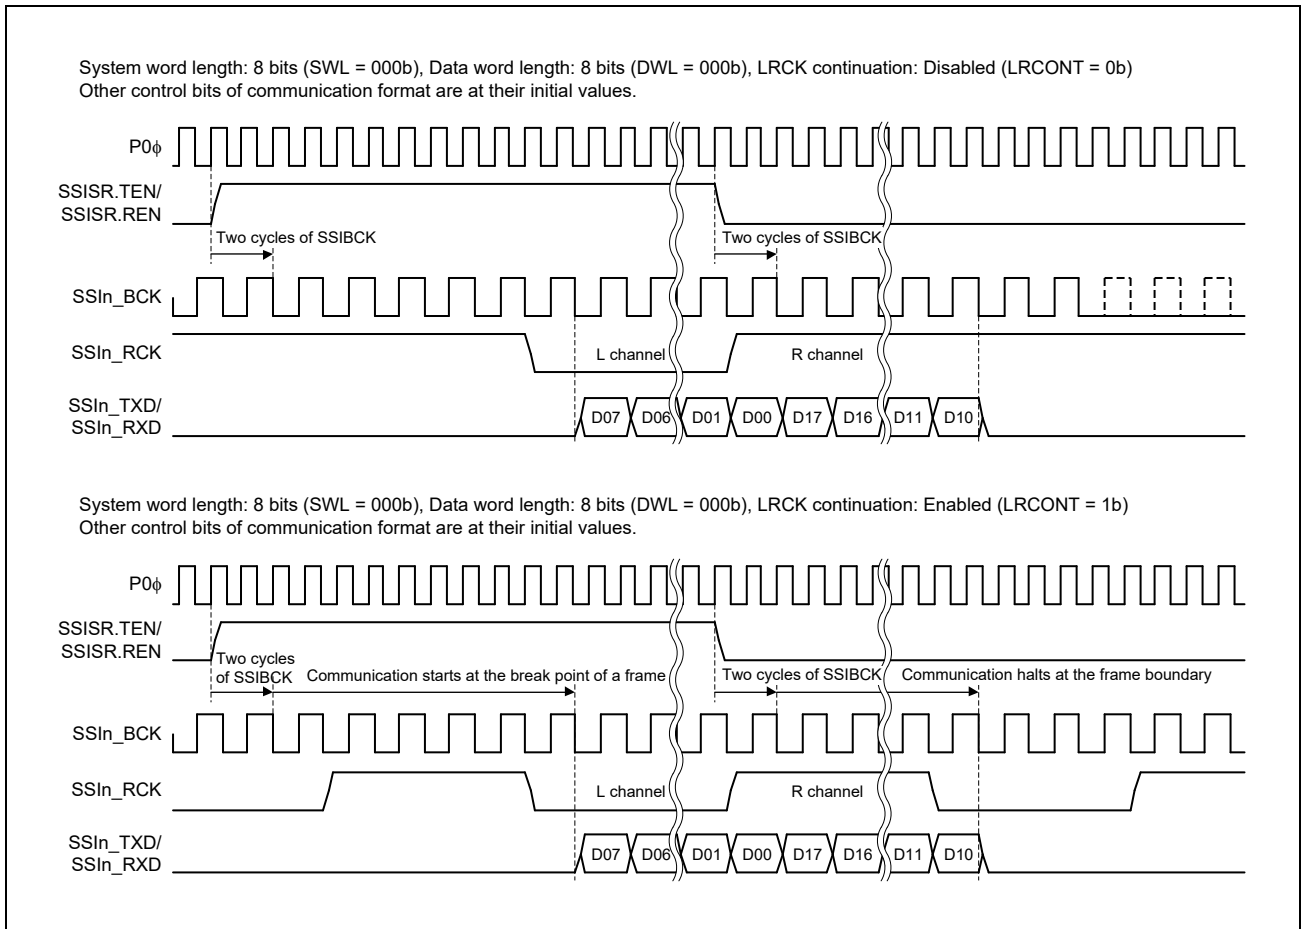 System word length: 8 bits (SWL = 000b), Data word length: 8 bits (DWL = 000b), LRCK continuation: Disabled (LRCONT = 0b)
Other control bits of communication format are at their initial values.
P0ϕ
SSISR.TEN/
SSISR.REN
Two cycles of SSIBCK
Two cycles of SSIBCK
SSIn_BCK
SSIn_RCK
L channel
R channel
SSIn_TXD/
SSIn_RXD
D07
D06
D01
D00
D17
D16
D11
D10
System word length: 8 bits (SWL = 000b), Data word length: 8 bits (DWL = 000b), LRCK continuation: Enabled (LRCONT = 1b)
Other control bits of communication format are at their initial values.
P0ϕ
SSISR.TEN/
SSISR.REN
Two cycles
of SSIBCK
Communication starts at the break point of a frame
Two cycles of SSIBCK
Communication halts at the frame boundary
SSIn_BCK
SSIn_RCK
L channel
R channel
SSIn_TXD/
SSIn_RXD
D07
D06
D01
D00
D17
D16
D11
D10